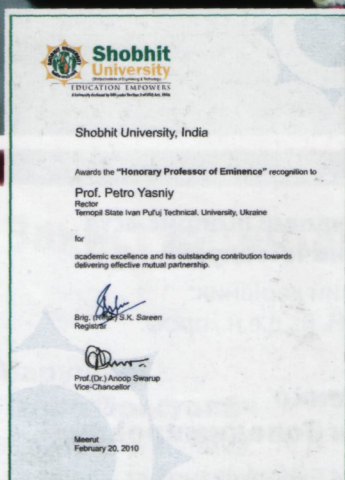 Shobhit
University
EDUCATION EMPOWERS
Shobhit University, India
Awards the "Honorary Professor of Eminence" recognition to
Prof. Petro Yasniy
Rector
Ternopil State Ivan Pul'uj Technical, University, Ukraine
for
academic excellence and his outstanding contribution towards
delivering effective mutual partnership.
Brig. (Retd.) S.K. Sareen
Registrar
Prof.(Dr.) Anoop Swarup
Vice-Chancellor
Meerut
February 20, 2010